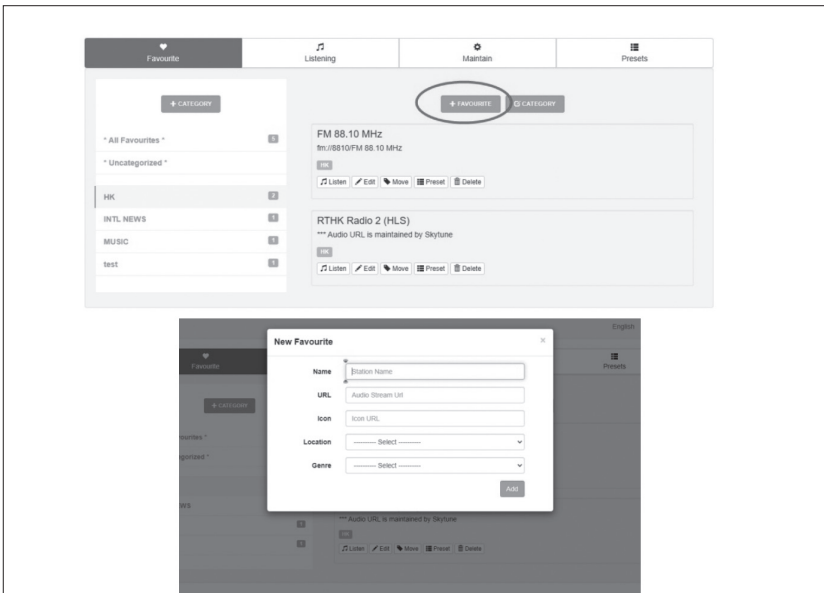 Favourite Listening Maintain Presets
+ CATEGORY
* All Favourites * 5
* Uncategorized *
HK 2
INTL NEWS 1
MUSIC 1
test 1
+ FAVOURITE CATEGORY
FM 88.10 MHz
fm://8810/FM 88.10 MHz
HK
Listen Edit Move Preset Delete
RTHK Radio 2 (HLS)
*** Audio URL is maintained by Skytune
HK
Listen Edit Move Preset Delete
English
Favourite
Presets
+ CATEGORY
vourites *
egorized *
WS
1
1
New Favourite ×
Name Station Name
URL Audio Stream Url
Icon Icon URL
Location ---------- Select ----------
Genre ---------- Select ----------
Add
*** Audio URL is maintained by Skytune
HK
Listen Edit Move Preset Delete